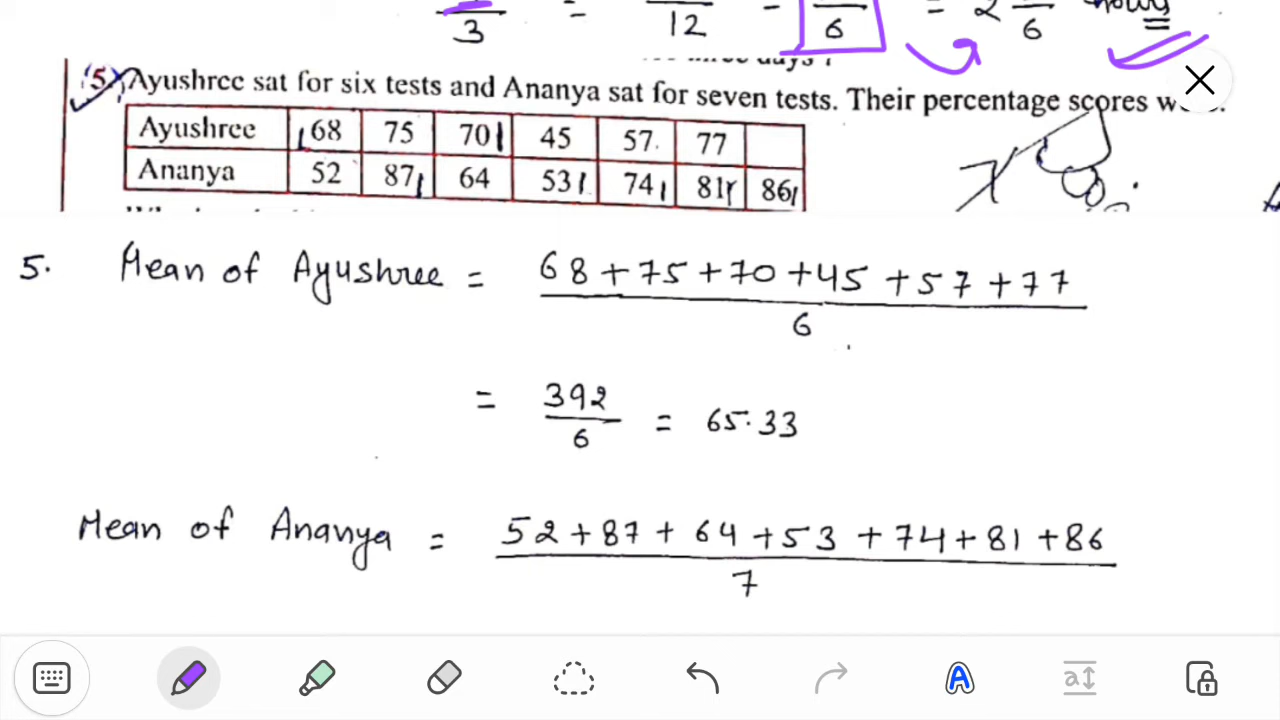 3 = 12 - 6 = 2 6 hours
(5) Ayushree sat for six tests and Ananya sat for seven tests. Their percentage scores
Ayushree 68 75 70 45 57 77
Ananya 52 87 64 53 74 81 86
5. Mean of Ayushree = 68+75+70+45+57+77
6
= 392/6 = 65.33
Mean of Ananya = 52+87+64+53+74+81+86
7
A a